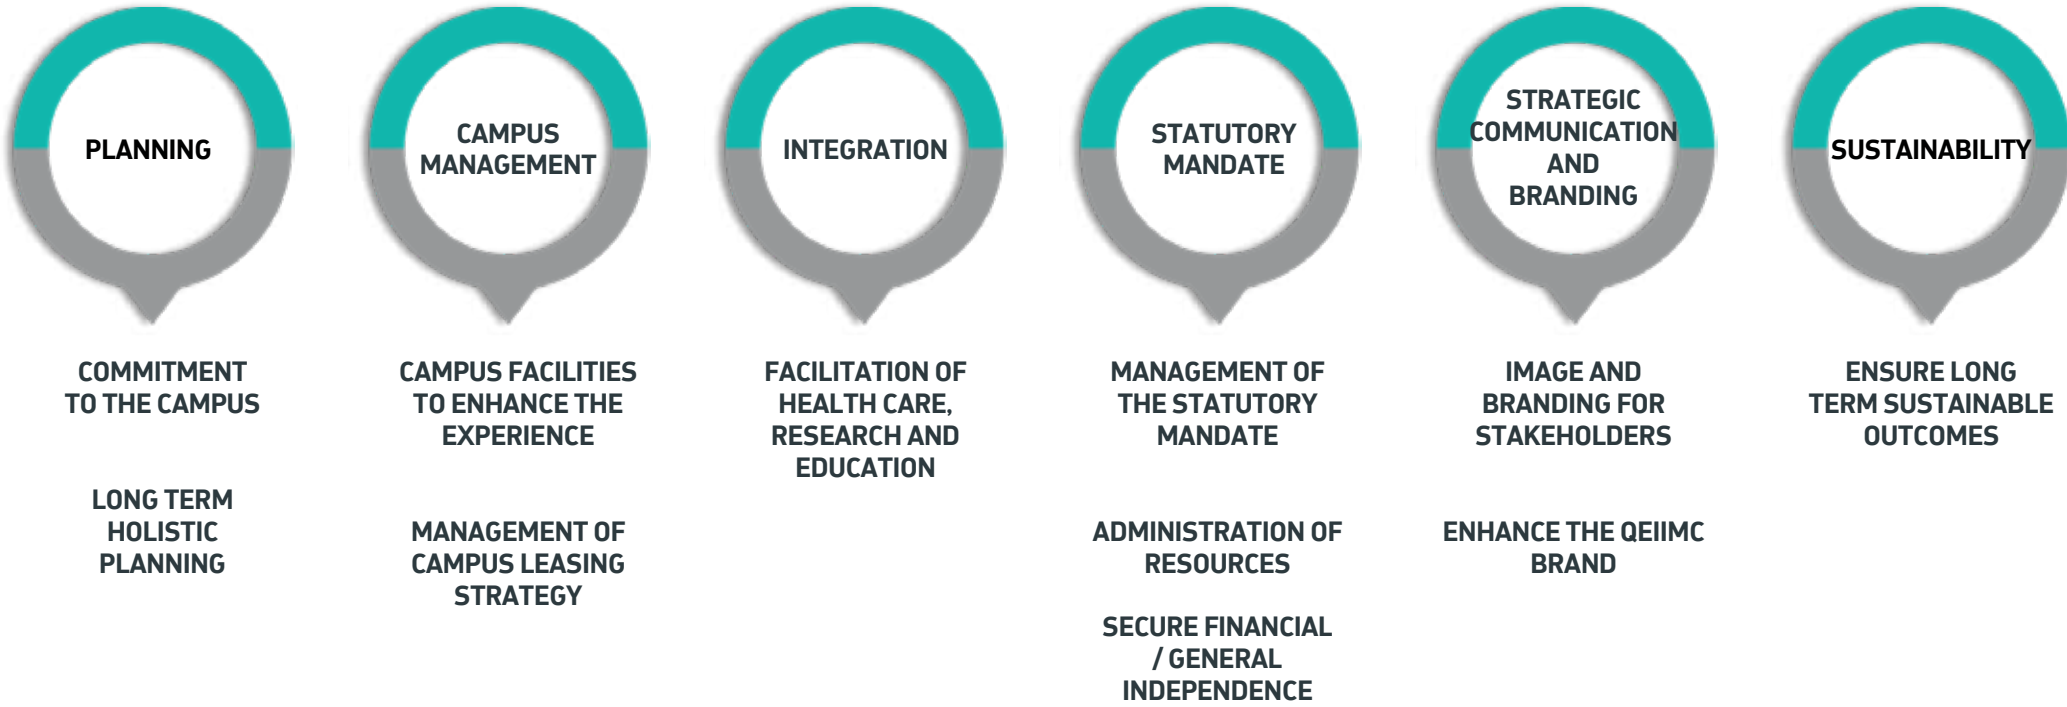 PLANNING
CAMPUS
MANAGEMENT
INTEGRATION
STATUTORY
MANDATE
STRATEGIC
COMMUNICATION
AND
BRANDING
SUSTAINABILITY
COMMITMENT
TO THE CAMPUS
LONG TERM
HOLISTIC
PLANNING
CAMPUS FACILITIES
TO ENHANCE THE
EXPERIENCE
MANAGEMENT OF
CAMPUS LEASING
STRATEGY
FACILITATION OF
HEALTH CARE,
RESEARCH AND
EDUCATION
MANAGEMENT OF
THE STATUTORY
MANDATE
ADMINISTRATION OF
RESOURCES
SECURE FINANCIAL
/ GENERAL
INDEPENDENCE
IMAGE AND
BRANDING FOR
STAKEHOLDERS
ENHANCE THE QEIIMC
BRAND
ENSURE LONG
TERM SUSTAINABLE
OUTCOMES